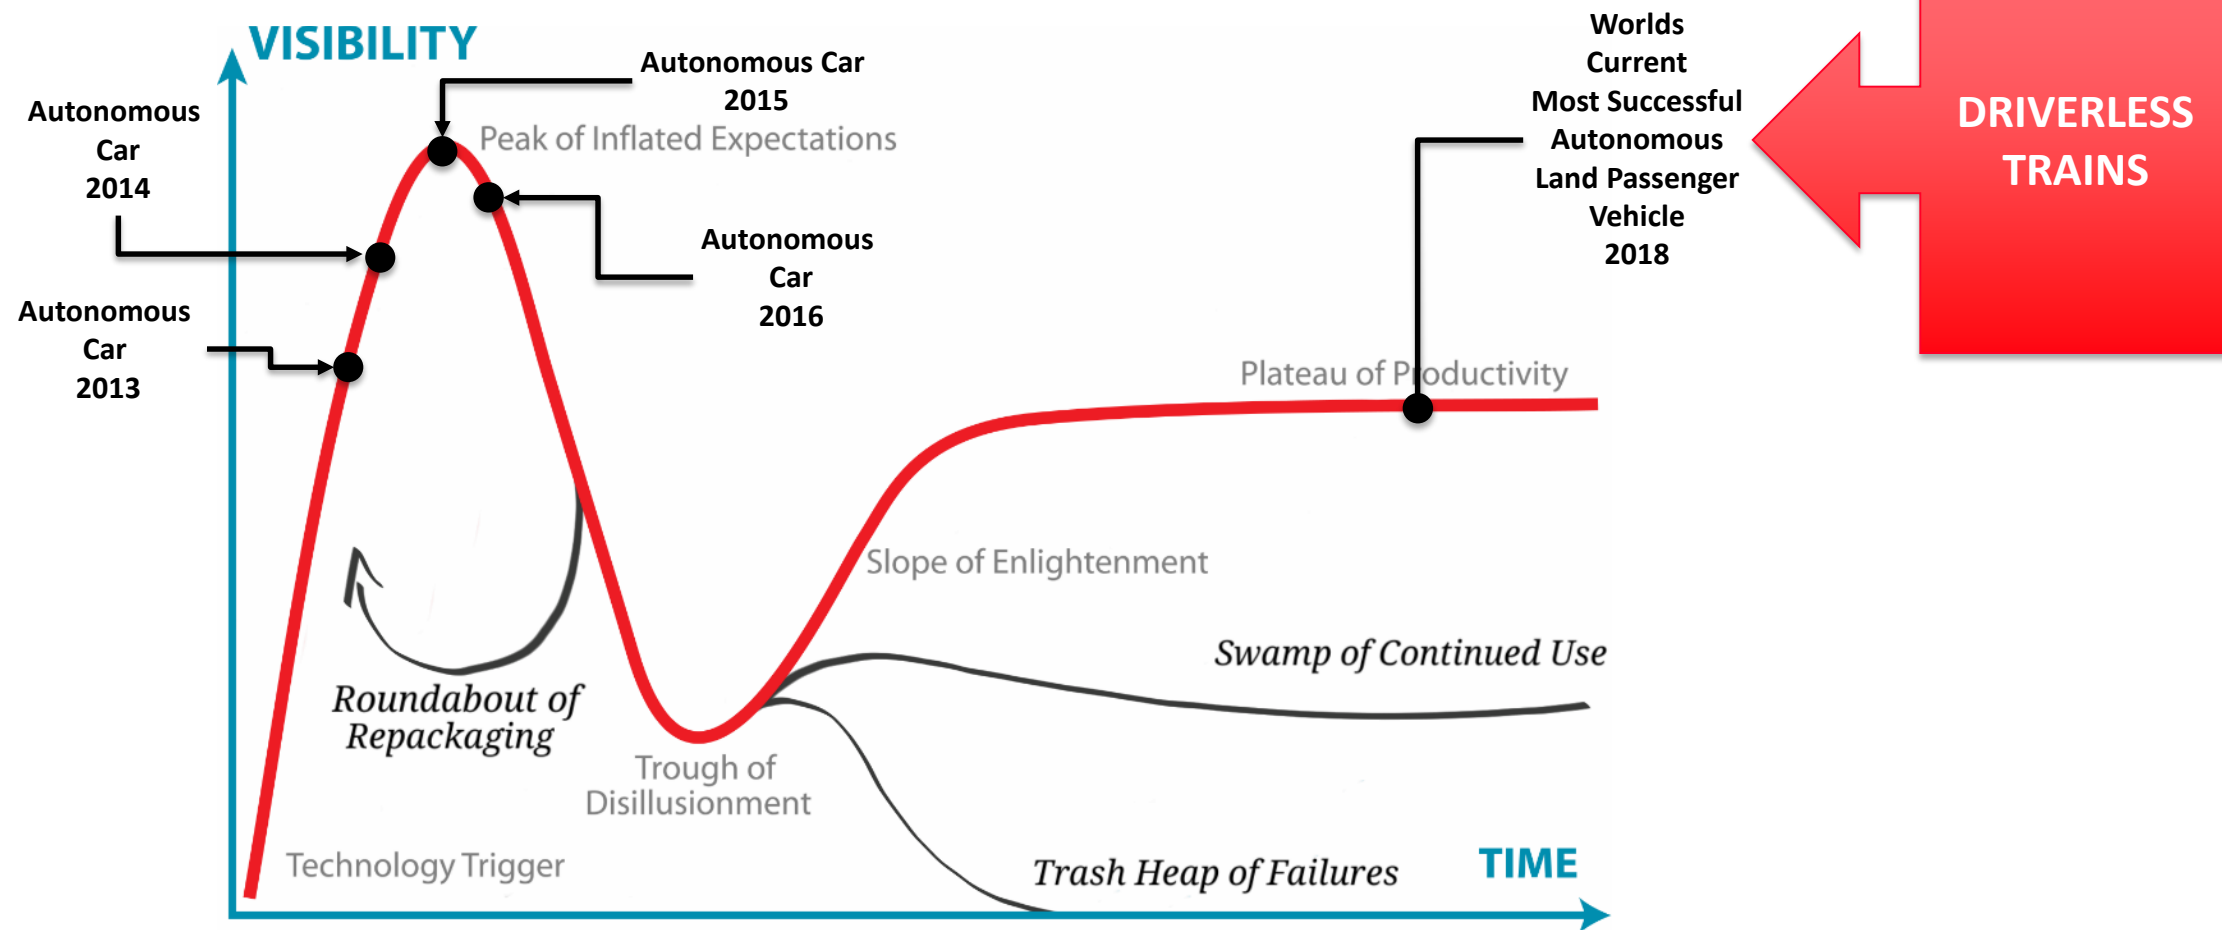 VISIBILITY
Autonomous
Car
2014
Autonomous
Car
2013
Autonomous Car
2015
Peak of Inflated Expectations
Autonomous
Car
2016
Worlds
Current
Most Successful
Autonomous
Land Passenger
Vehicle
2018
DRIVERLESS
TRAINS
Plateau of Productivity
Slope of Enlightenment
Swamp of Continued Use
Roundabout of
Repackaging
Trough of
Disillusionment
Technology Trigger
Trash Heap of Failures
TIME